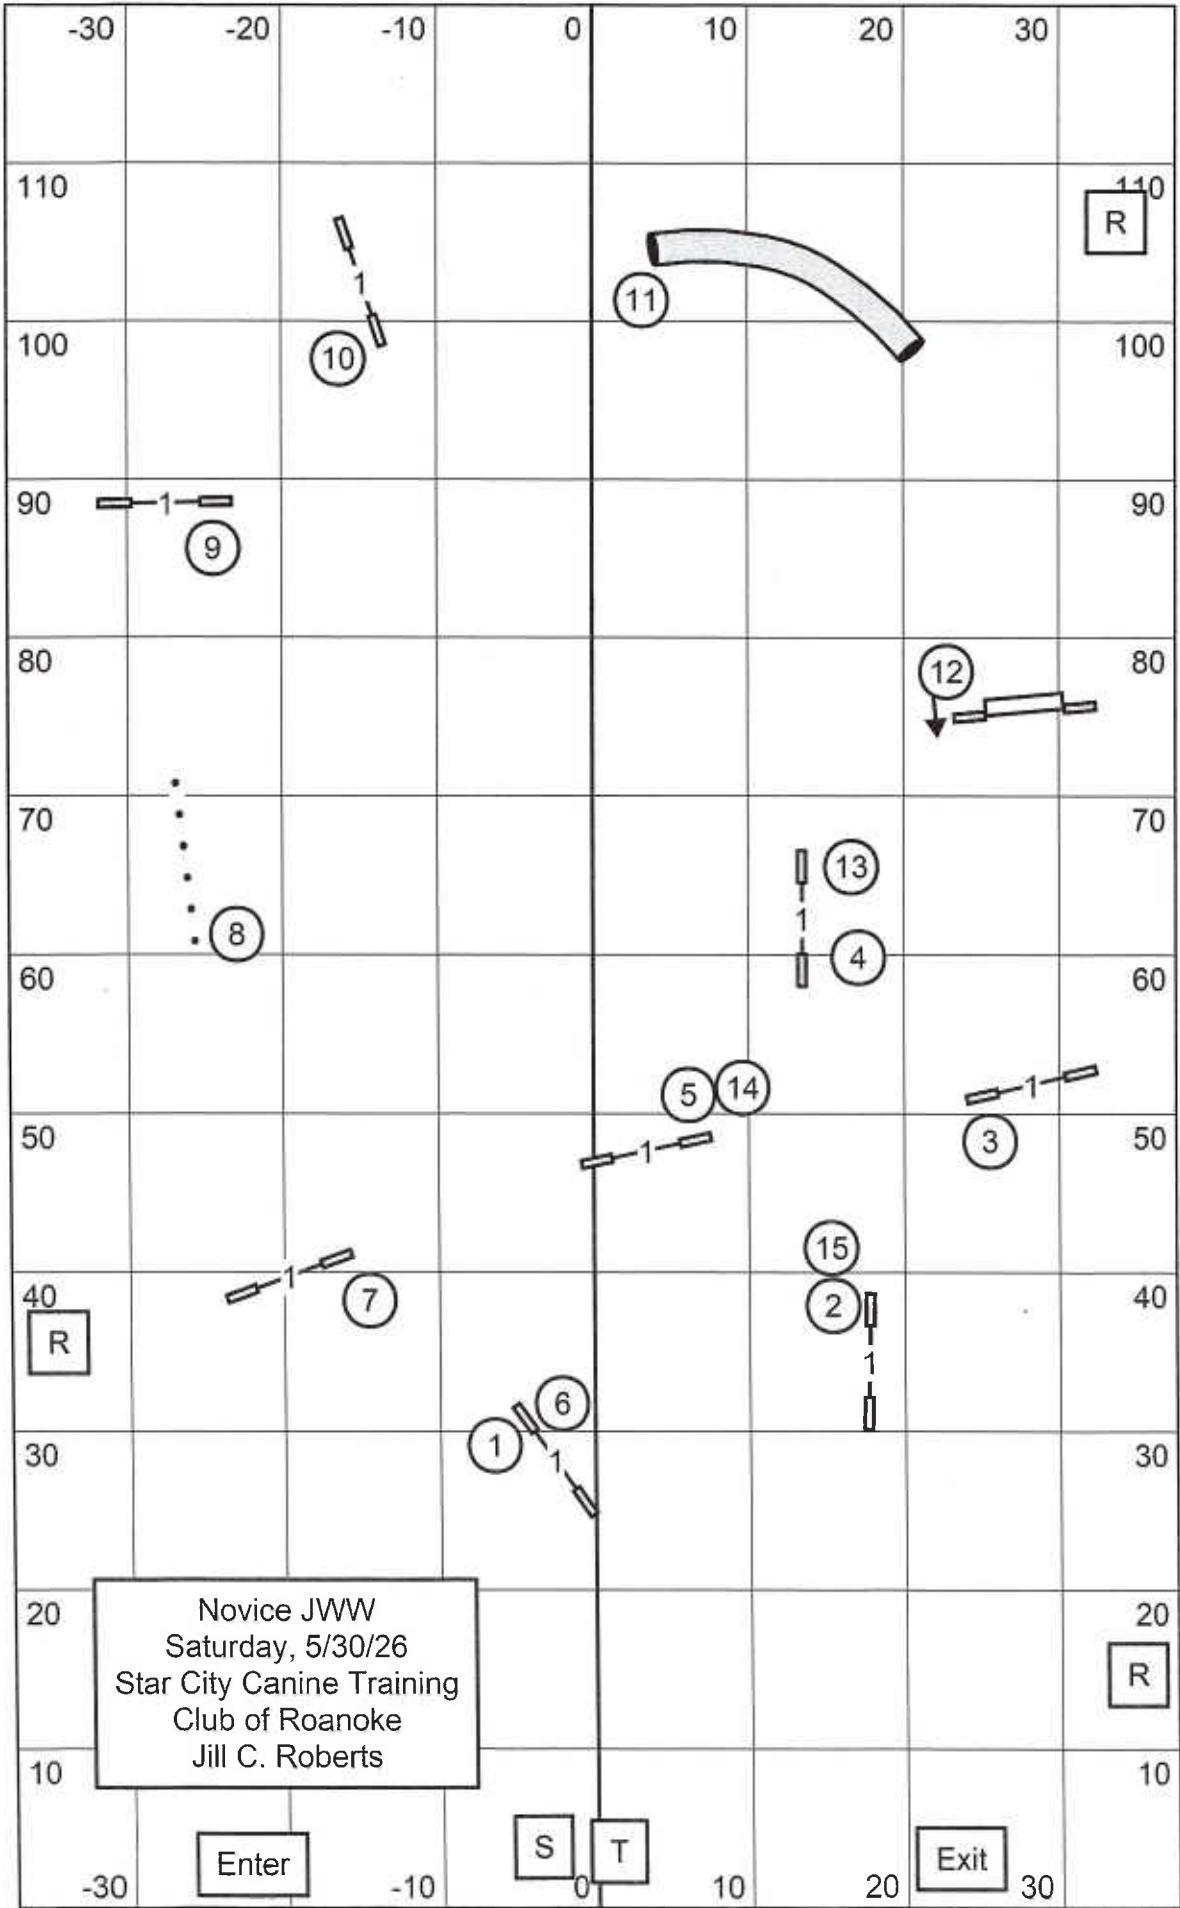 -30 -20 -10 0 10 20 30
110 110
R
1
11
100 100
10
90 1 90
9
80 80
12
70 70
13
1
8
4
60 60
1
5 14
50 1 50
3
15
1
40 2 40
7
R
1
6
1
30 1 30
Novice JWW
20 20
Saturday, 5/30/26
Star City Canine Training
R
Club of Roanoke
Jill C. Roberts
10 10
S T
Enter Exit
-30 -10 0 10 20 30